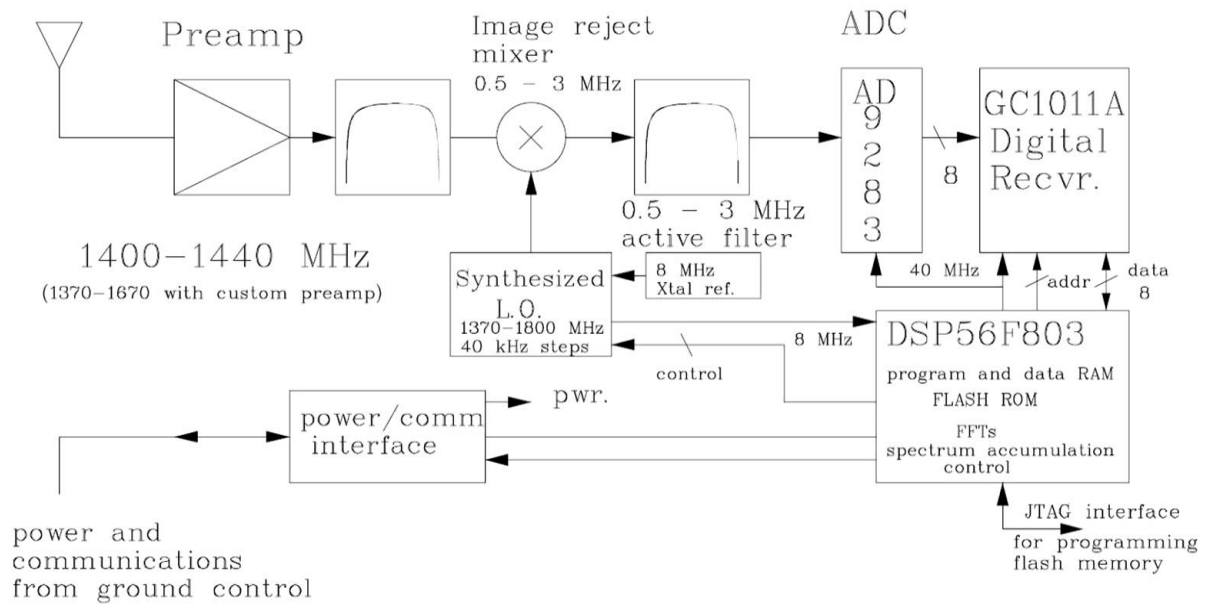 Preamp
Image reject
mixer
0.5 - 3 MHz
ADC
AD
9
2
8
3
8
GC1011A
Digital
Recvr.
0.5 - 3 MHz
active filter
1400-1440 MHz
(1370-1670 with custom preamp)
Synthesized
L.O.
1370-1800 MHz
40 kHz steps
8 MHz
Xtal ref.
40 MHz
addr
data
8
8 MHz
control
DSP56F803
program and data RAM
FLASH ROM
FFTs
spectrum accumulation
control
pwr.
power/comm
interface
power and
communications
from ground control
JTAG interface
for programming
flash memory